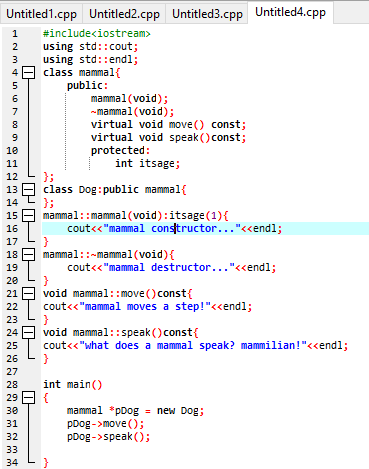 Untitled1.cpp Untitled2.cpp Untitled3.cpp Untitled4.cpp
1 #include<iostream>
2 using std::cout;
3 using std::endl;
4 class mammal{
5 public:
6 mammal(void);
7 ~mammal(void);
8 virtual void move() const;
9 virtual void speak()const;
10 protected:
11 int itsage;
12 };
13 class Dog:public mammal{
14 };
15 mammal::mammal(void):itsage(1){
16 cout<<"mammal constructor..."<<endl;
17 }
18 mammal::~mammal(void){
19 cout<<"mammal destructor..."<<endl;
20 }
21 void mammal::move()const{
22 cout<<"mammal moves a step!"<<endl;
23 }
24 void mammal::speak()const{
25 cout<<"what does a mammal speak? mammilian!"<<endl;
26 }
27
28 int main()
29 {
30 mammal *pDog = new Dog;
31 pDog->move();
32 pDog->speak();
33
34 }